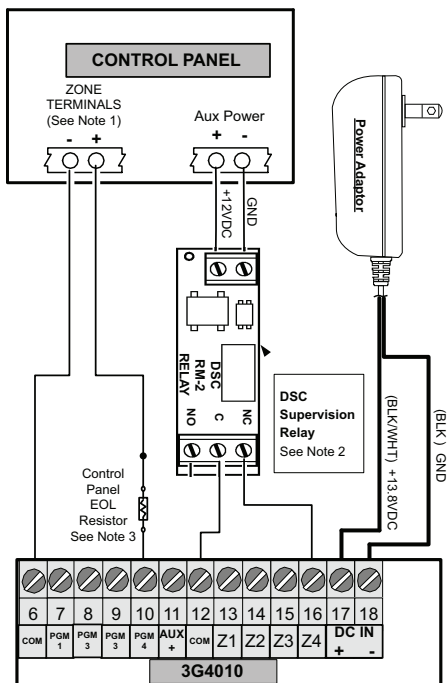 CONTROL PANEL
ZONE
TERMINALS
(See Note 1)
- +
Aux Power
+ -
+12VDC
GND
Power Adaptor
DSC
RM-2
RELAY
NO
C
NC
DSC
Supervision
Relay
See Note 2
(BLK/WHT) +13.8VDC
(BLK ) GND
Control
Panel
EOL
Resistor
See Note 3
6 7 8 9 10 11 12 13 14 15 16 17 18
COM PGM 1 PGM 3 PGM 3 PGM 4 AUX + COM Z1 Z2 Z3 Z4 DC IN
+ -
3G4010